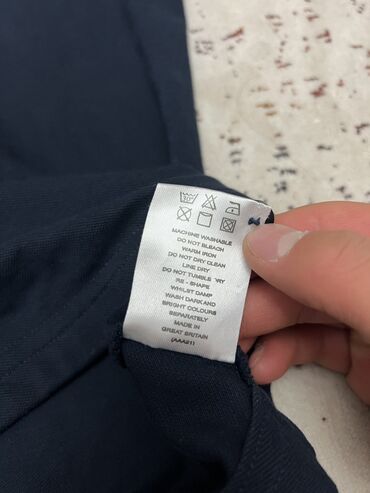 30°
MACHINE WASHABLE
DO NOT BLEACH
WARM IRON
DO NOT DRY CLEAN
LINE DRY
DO NOT TUMBLE DRY
RE - SHAPE
WHILST DAMP
WASH DARK AND
BRIGHT COLOURS
SEPARATELY
MADE IN
GREAT BRITAIN
(AAA21)